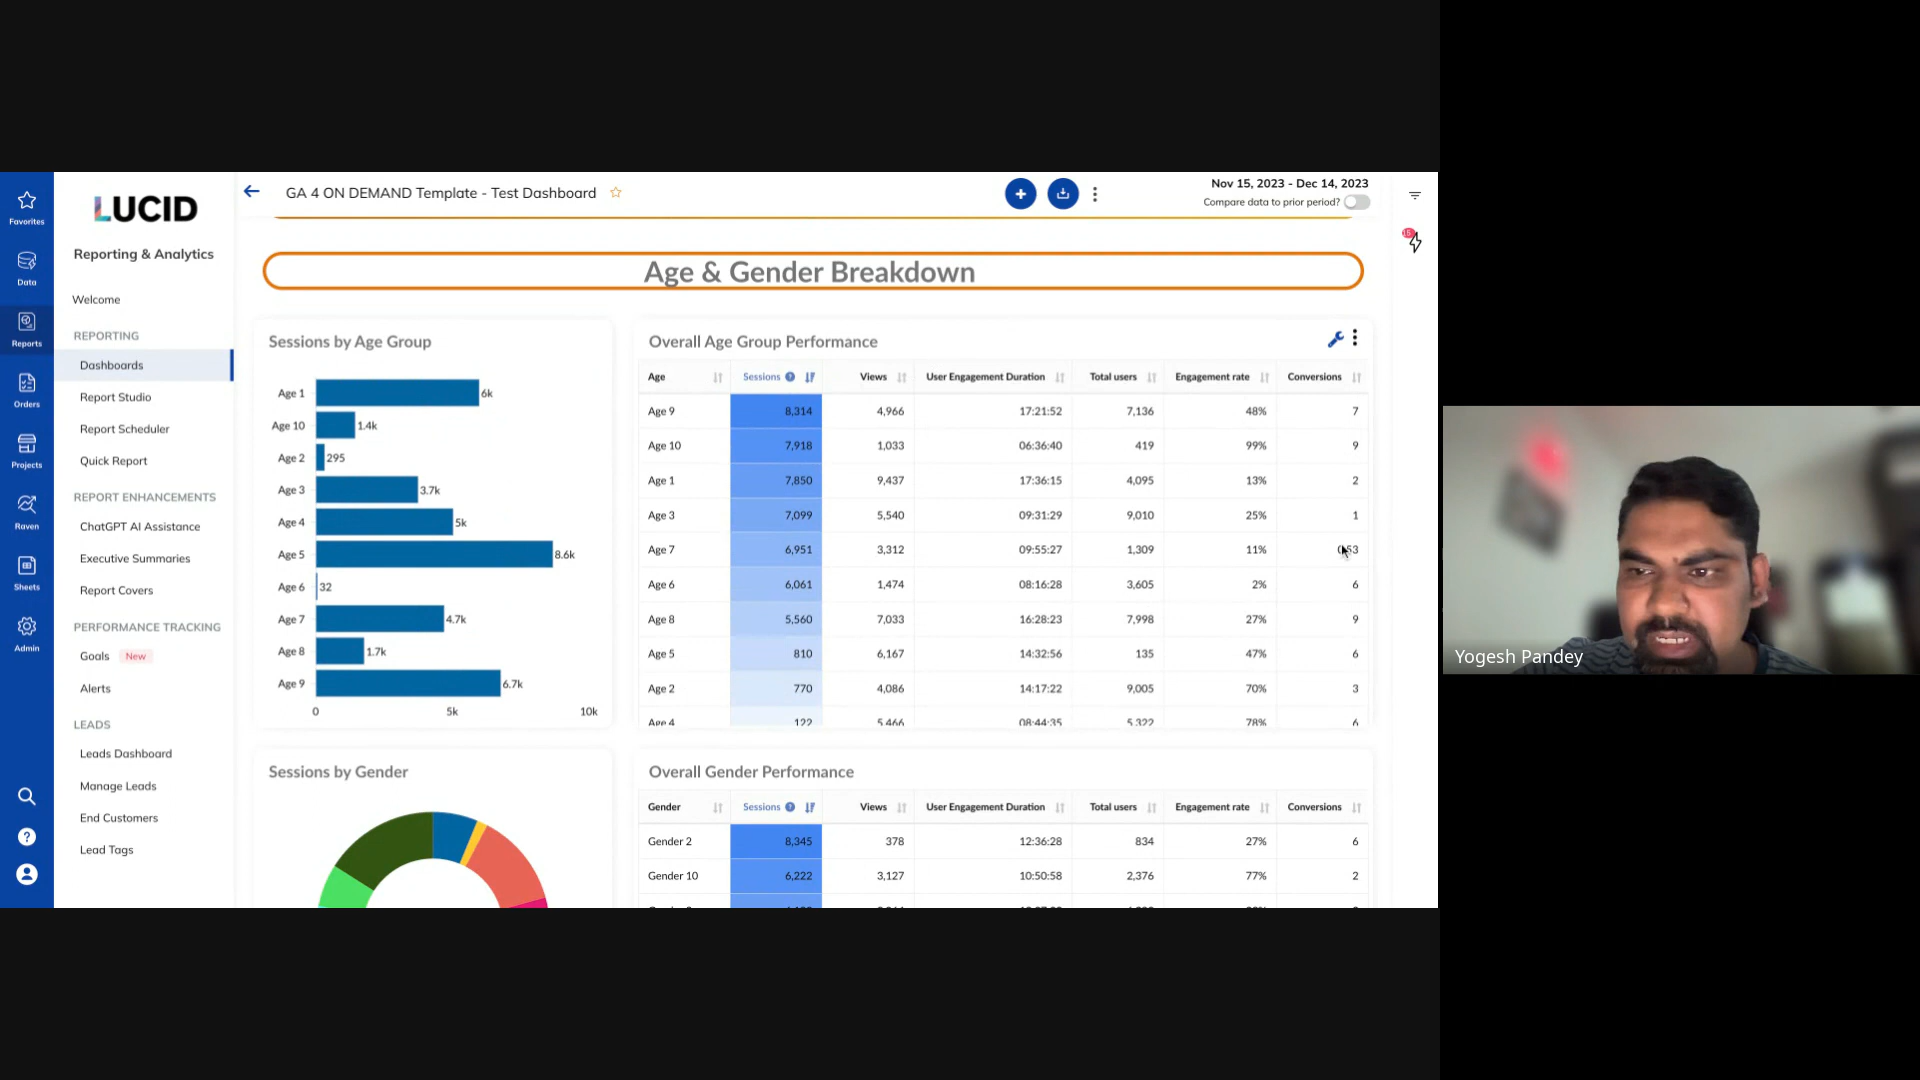 Favorites
Data
Reports
Orders
Projects
Raven
Sheets
Admin
LUCID
Reporting & Analytics
Welcome
REPORTING
Dashboards
Report Studio
Report Scheduler
Quick Report
REPORT ENHANCEMENTS
ChatGPT AI Assistance
Executive Summaries
Report Covers
PERFORMANCE TRACKING
Goals New
Alerts
LEADS
Leads Dashboard
Manage Leads
End Customers
Lead Tags
GA 4 ON DEMAND Template - Test Dashboard
Nov 15, 2023 - Dec 14, 2023
Compare data to prior period?
Age & Gender Breakdown
Sessions by Age Group
Age 1 6k
Age 10 1.4k
Age 2 295
Age 3 3.7k
Age 4 5k
Age 5 8.6k
Age 6 32
Age 7 4.7k
Age 8 1.7k
Age 9 6.7k
0 5k 10k
Overall Age Group Performance
Age Sessions Views User Engagement Duration Total users Engagement rate Conversions
Age 9 8,314 4,966 17:21:52 7,136 48% 7
Age 10 7,918 1,033 06:36:40 419 99% 9
Age 1 7,850 9,437 17:36:15 4,095 13% 2
Age 3 7,099 5,540 09:31:29 9,010 25% 1
Age 7 6,951 3,312 09:55:27 1,309 11%
Age 6 6,061 1,474 08:16:28 3,605 2% 6
Age 8 5,560 7,033 16:28:23 7,998 27% 9
Age 5 810 6,167 14:32:56 135 47% 6
Age 2 770 4,086 14:17:22 9,005 70% 3
Age 4 122 5,466 08:44:35 5,322 78% 6
Sessions by Gender
Overall Gender Performance
Gender Sessions Views User Engagement Duration Total users Engagement rate Conversions
Gender 2 8,345 378 12:36:28 834 27% 6
Gender 10 6,222 3,127 10:50:58 2,376 77% 2
Yogesh Pandey